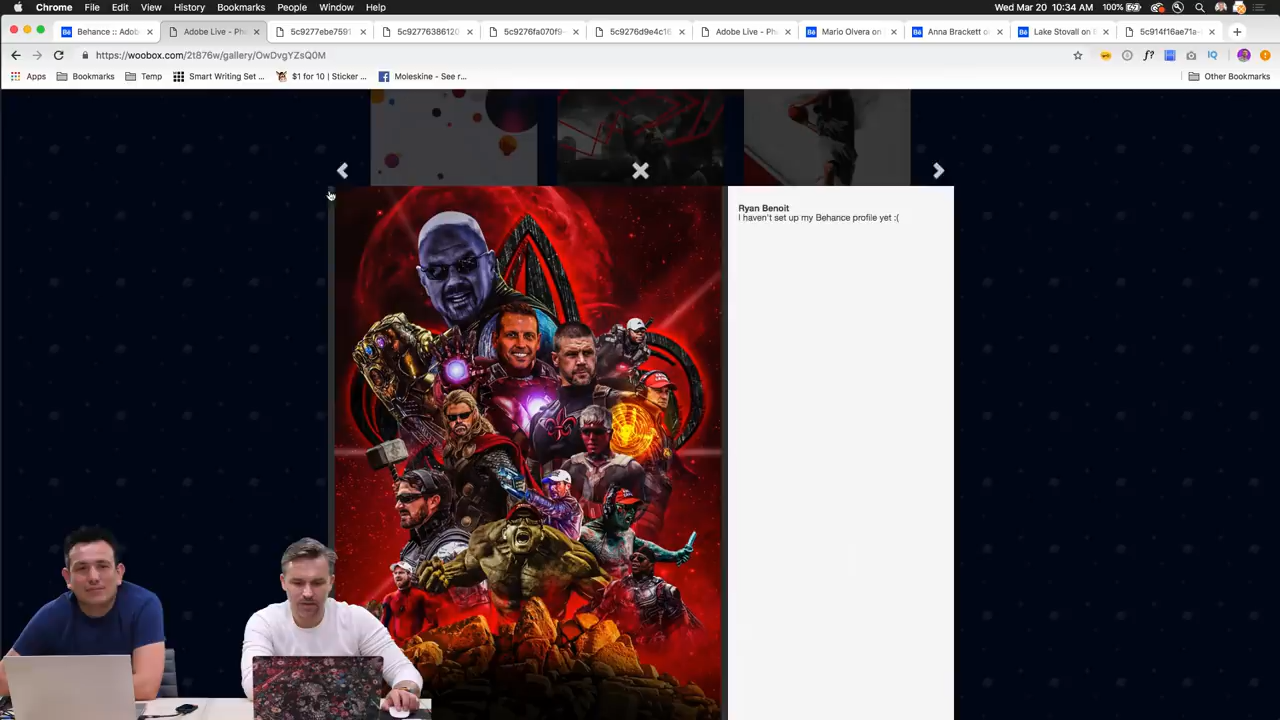 Chrome File Edit View History Bookmarks People Window Help
100% Wed Mar 20 10:34 AM
Behance :: Adob
Adobe Live - Ph
5c9277ebe7591
5c92776386120
5c9276fa070f9
5c9276d9e4c16
Adobe Live - Ph
Mario Olvera on
Anna Brackett o
Lake Stovall on B
5c914f16ae71a
https://woobox.com/2t876w/gallery/OwDvgYZsQ0M
f?
IQ
Apps Bookmarks Temp Smart Writing Set ... $1 for 10 | Sticker ... Moleskine - See r... Other Bookmarks
Ryan Benoit
I haven't set up my Behance profile yet :(